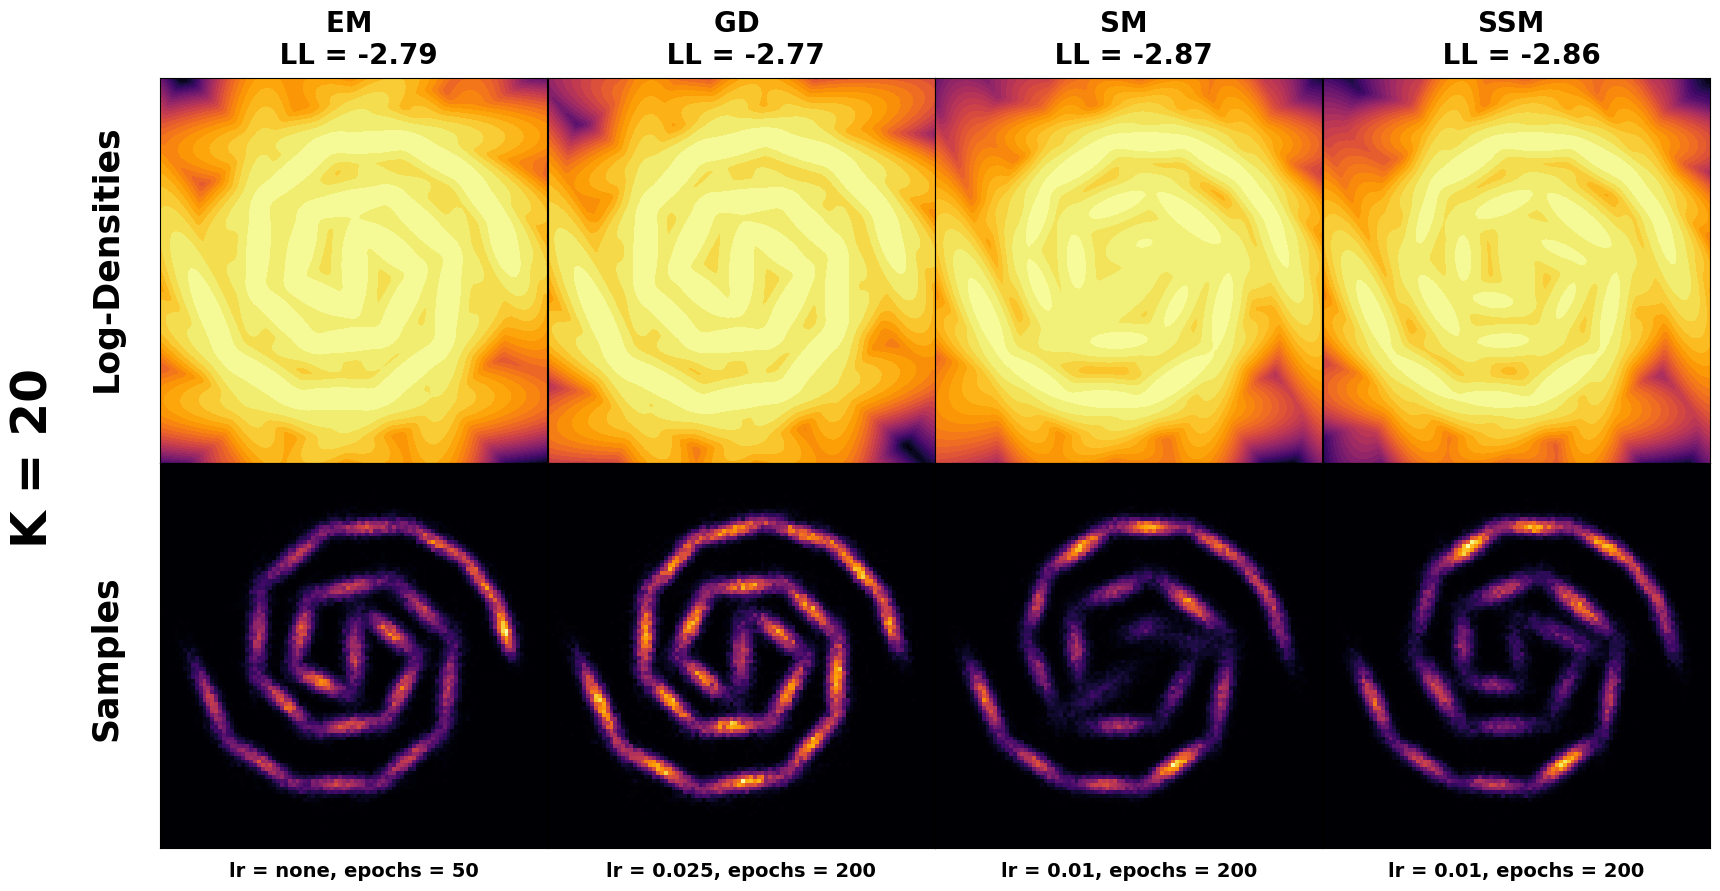 EM
LL = -2.79
GD
LL = -2.77
SM
LL = -2.87
SSM
LL = -2.86
K = 20
Log-Densities
Samples
lr = none, epochs = 50
lr = 0.025, epochs = 200
lr = 0.01, epochs = 200
lr = 0.01, epochs = 200